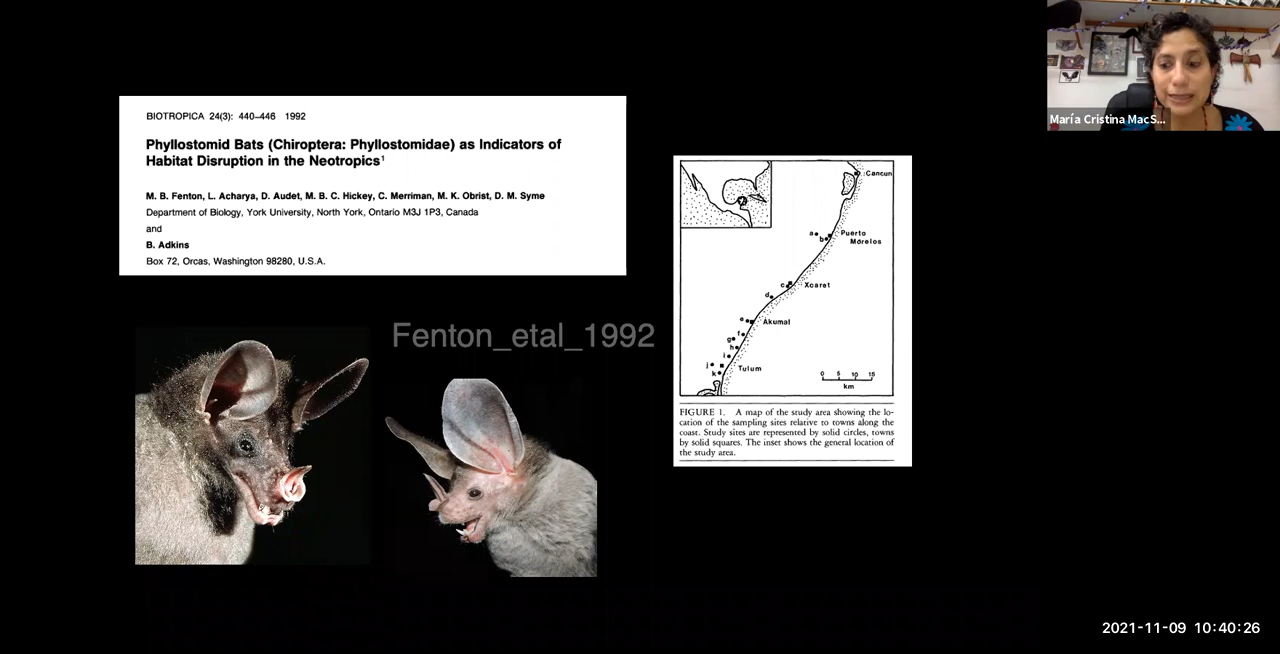 María Cristina MacS...
BIOTROPICA 24(3): 440–446 1992
Phyllostomid Bats (Chiroptera: Phyllostomidae) as Indicators of
Habitat Disruption in the Neotropics¹
M. B. Fenton, L. Acharya, D. Audet, M. B. C. Hickey, C. Merriman, M. K. Obrist, D. M. Syme
Department of Biology, York University, North York, Ontario M3J 1P3, Canada
and
B. Adkins
Box 72, Orcas, Washington 98280, U.S.A.
Fenton_etal_1992
Cancun
a
b
Puerto
Morelos
c
Xcaret
d
e
Akumal
f
g
h
i
j
k
Tulum
0 5 10 15
km
FIGURE 1. A map of the study area showing the lo-
cation of the sampling sites relative to towns along the
coast. Study sites are represented by solid circles, towns
by solid squares. The inset shows the general location of
the study area.
2021-11-09 10:40:26